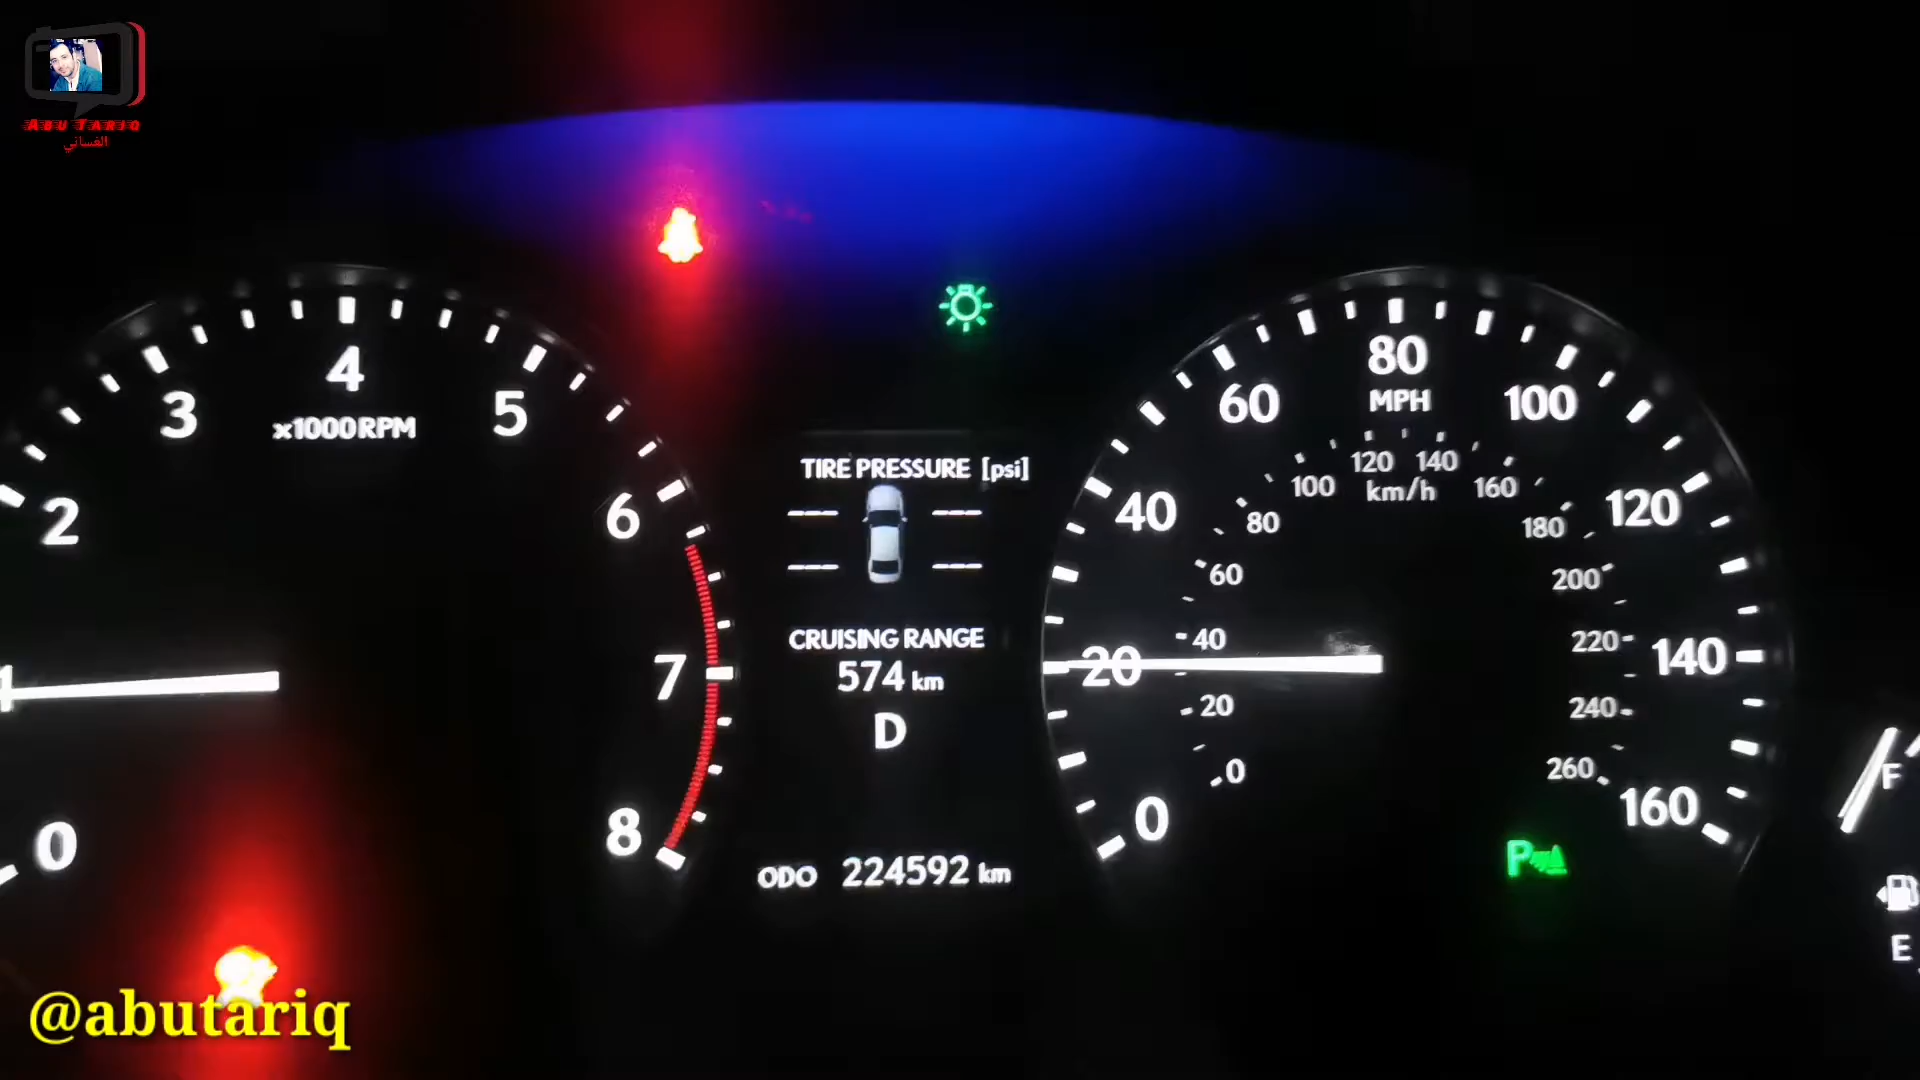 ABU TARIQ
الغساني
4
3
5
x1000RPM
2
6
1
7
0
8
TIRE PRESSURE [psi]
--- ---
--- ---
CRUISING RANGE
574 km
D
ODO 224592 km
80
MPH
60
100
40
120
20
140
0
160
120 140
100 km/h 160
80
180
60
200
40
220
20
240
0
260
P
F
E
@abutariq